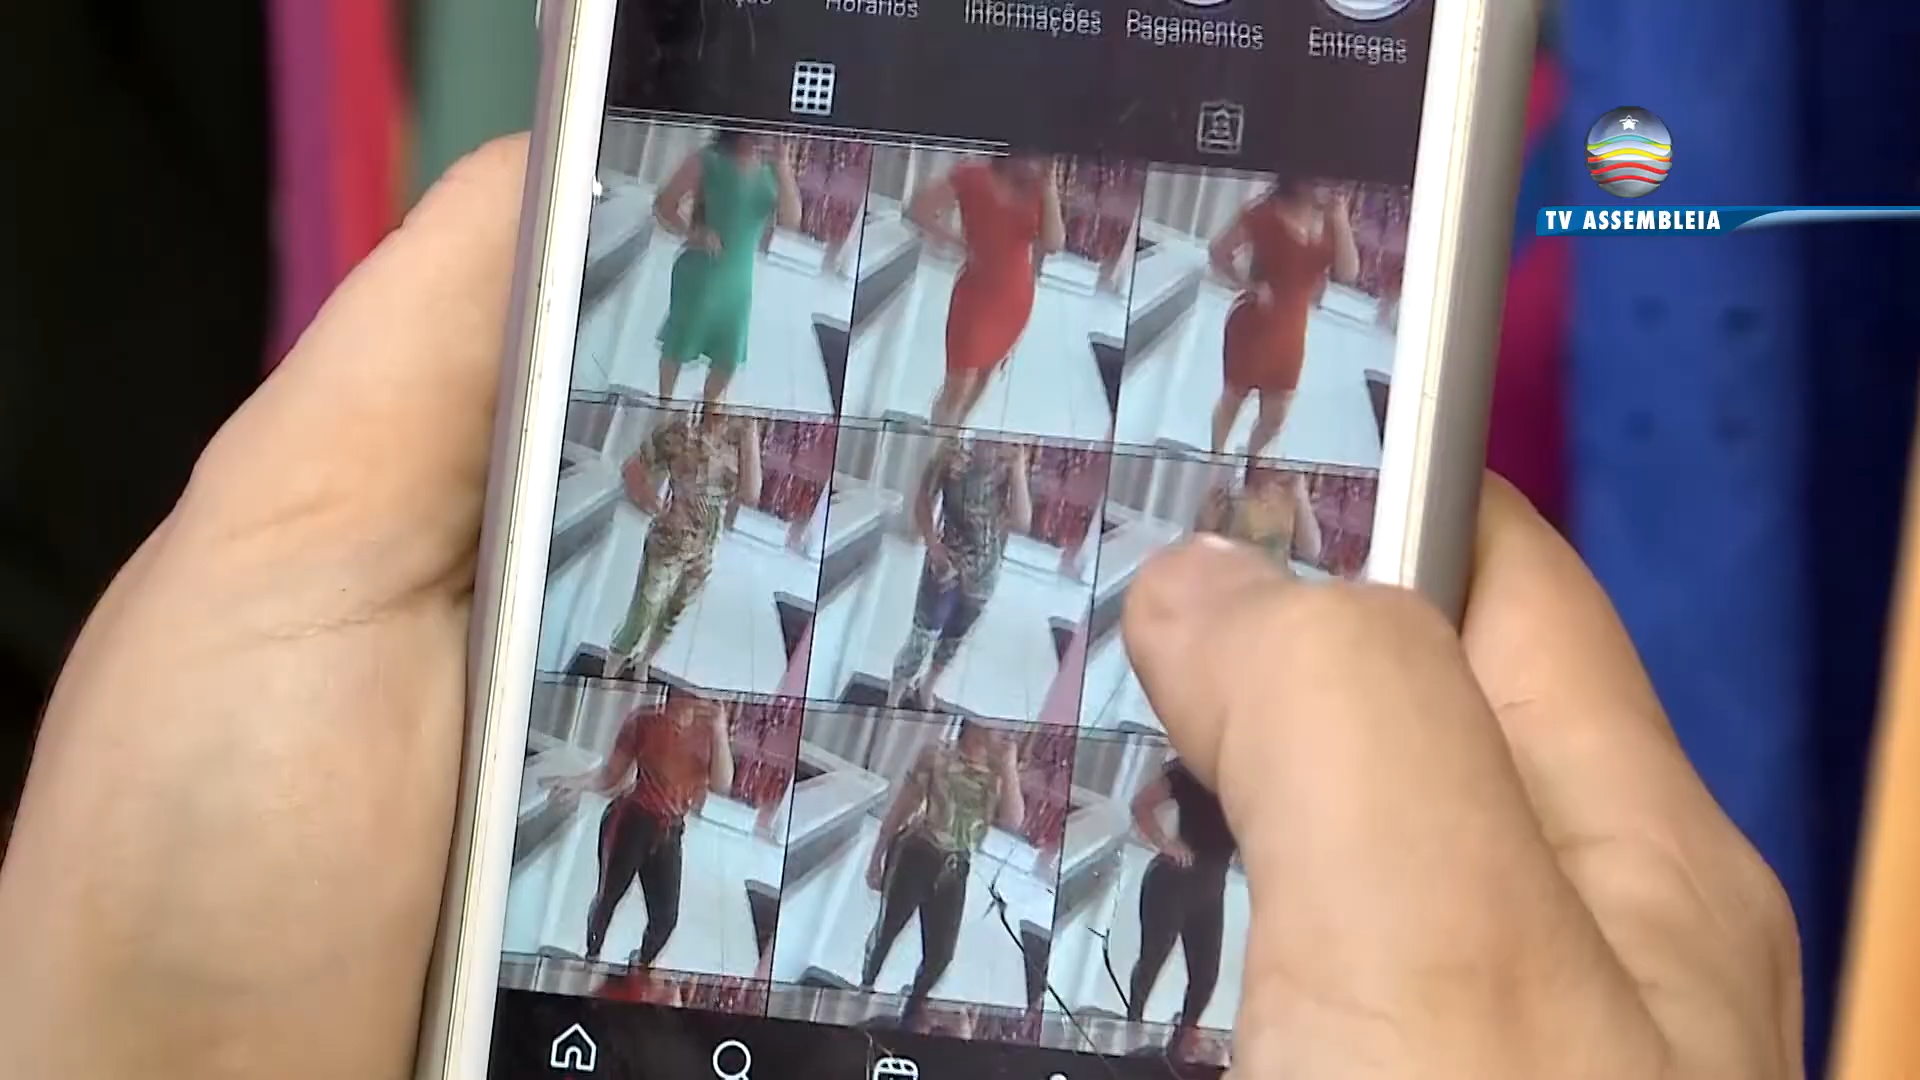 Horários
Informações
Pagamentos
Entregas
TV ASSEMBLEIA